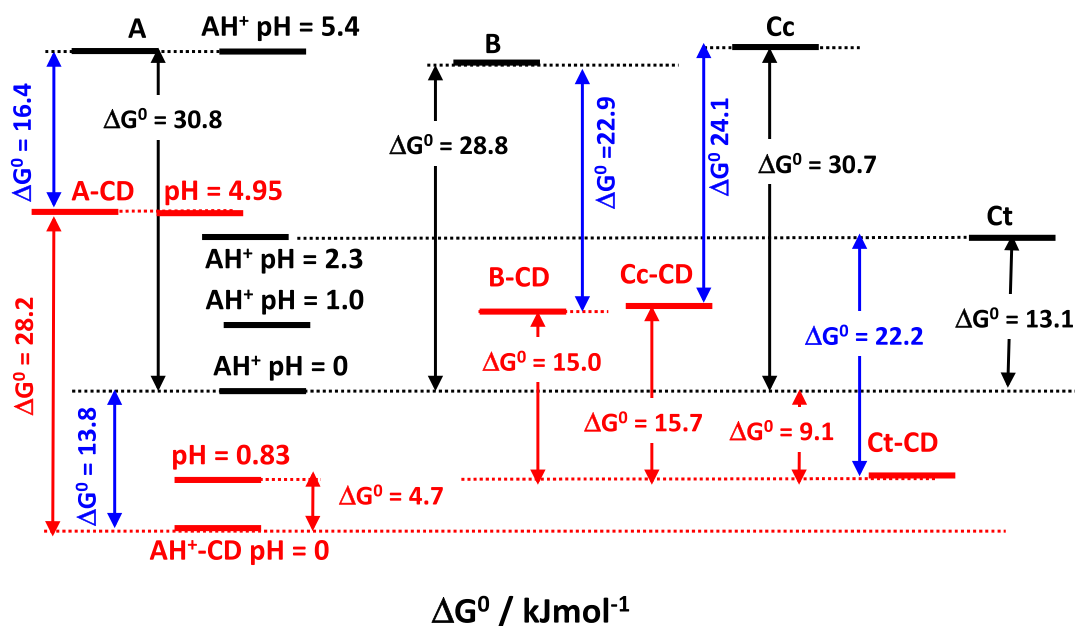 A
AH⁺ pH = 5.4
B
Cc
ΔG⁰ = 16.4
ΔG⁰ = 30.8
ΔG⁰ = 28.8
ΔG⁰ =22.9
ΔG⁰ 24.1
ΔG⁰ = 30.7
A-CD
pH = 4.95
Ct
AH⁺ pH = 2.3
B-CD
Cc-CD
AH⁺ pH = 1.0
ΔG⁰ = 28.2
ΔG⁰ = 13.1
ΔG⁰ = 22.2
ΔG⁰ = 15.0
AH⁺ pH = 0
ΔG⁰ = 13.8
ΔG⁰ = 15.7
ΔG⁰ = 9.1
Ct-CD
pH = 0.83
ΔG⁰ = 4.7
AH⁺-CD pH = 0
ΔG⁰ / kJmol⁻¹